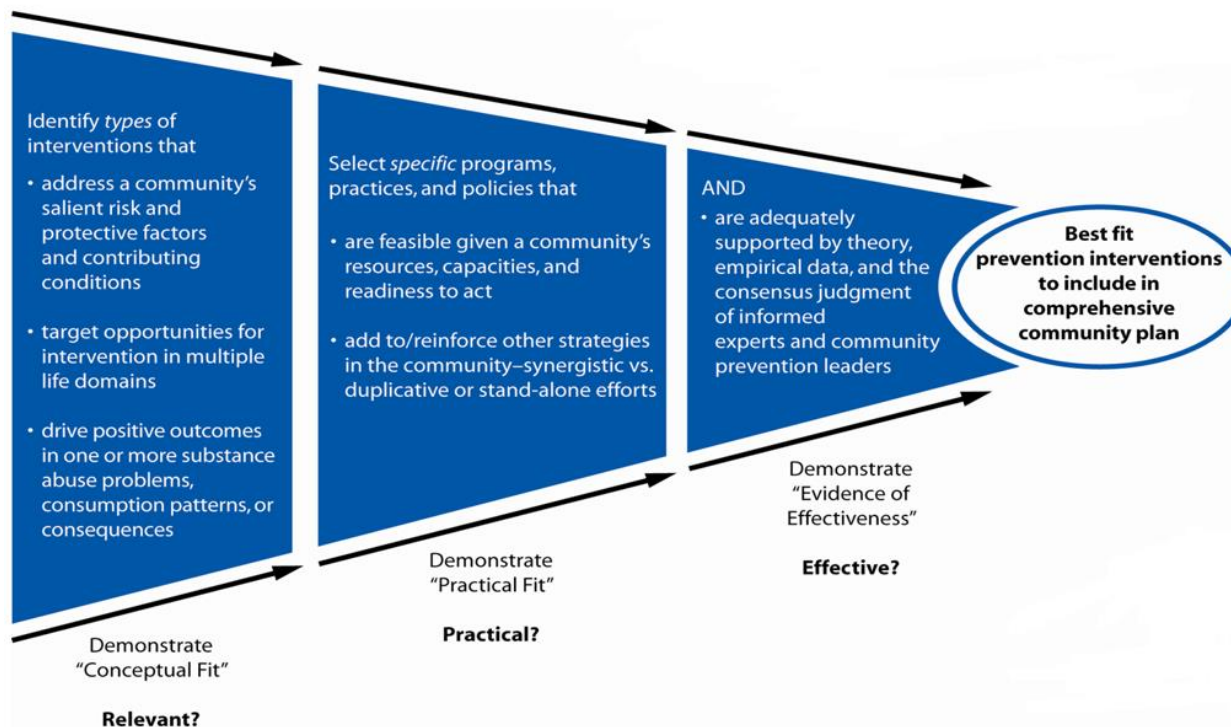 Identify types of
interventions that
• address a community’s
salient risk and
protective factors
and contributing
conditions
• target opportunities for
intervention in multiple
life domains
• drive positive outcomes
in one or more substance
abuse problems,
consumption patterns, or
consequences
Demonstrate
“Conceptual Fit”
Relevant?
Select specific programs,
practices, and policies that
• are feasible given a community’s
resources, capacities, and
readiness to act
• add to/reinforce other strategies
in the community–synergistic vs.
duplicative or stand-alone efforts
Demonstrate
“Practical Fit”
Practical?
AND
• are adequately
supported by theory,
empirical data, and the
consensus judgment
of informed
experts and community
prevention leaders
Demonstrate
“Evidence of
Effectiveness”
Effective?
Best fit
prevention interventions
to include in
comprehensive
community plan